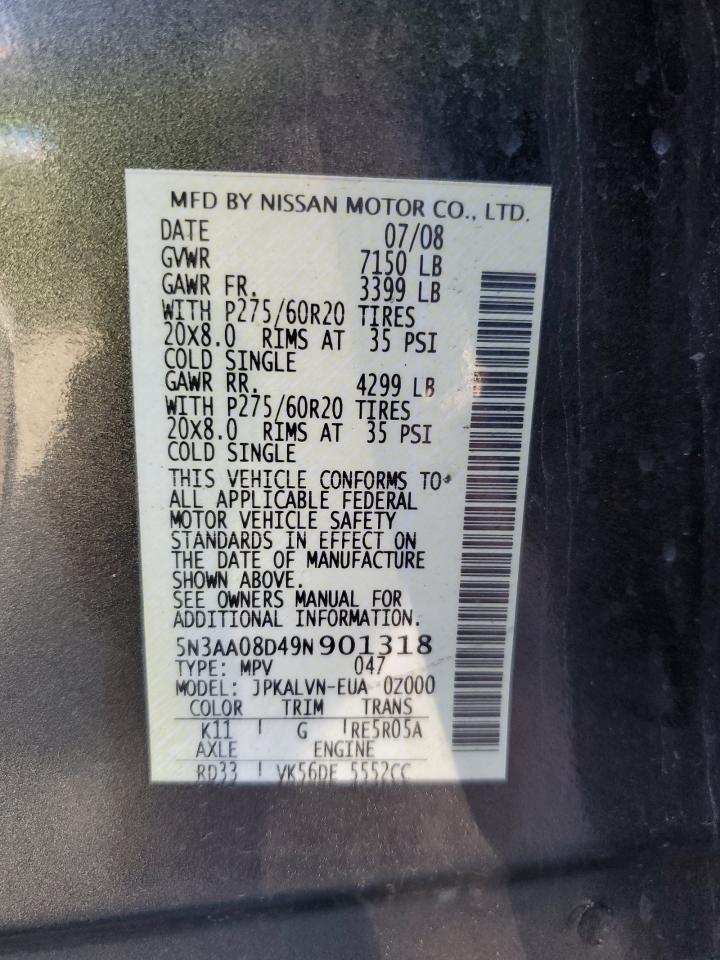 MFD BY NISSAN MOTOR CO., LTD.
DATE 07/08
GVWR 7150 LB
GAWR FR. 3399 LB
WITH P275/60R20 TIRES
20X8.0 RIMS AT 35 PSI
COLD SINGLE
GAWR RR. 4299 LB
WITH P275/60R20 TIRES
20X8.0 RIMS AT 35 PSI
COLD SINGLE
THIS VEHICLE CONFORMS TO
ALL APPLICABLE FEDERAL
MOTOR VEHICLE SAFETY
STANDARDS IN EFFECT ON
THE DATE OF MANUFACTURE
SHOWN ABOVE.
SEE OWNERS MANUAL FOR
ADDITIONAL INFORMATION.
5N3AA08D49N901318
TYPE: MPV 047
MODEL: JPKALVN-EUA 0Z000
COLOR TRIM TRANS
K11 G RE5R05A
AXLE ENGINE
RD33 VK56DE 5552CC